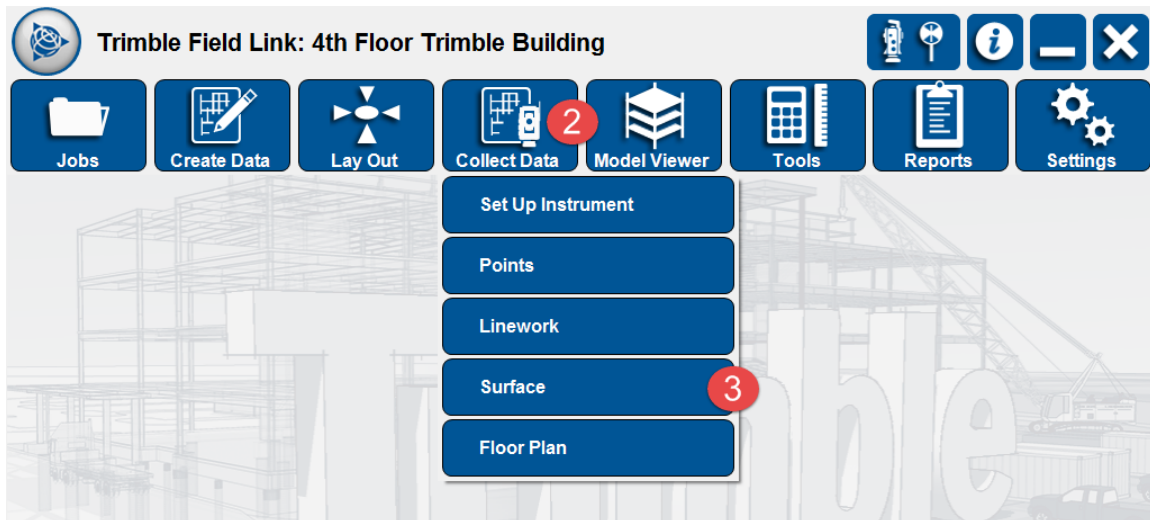 Trimble Field Link: 4th Floor Trimble Building
i
Jobs
Create Data
Lay Out
Collect Data
2
Model Viewer
Tools
Reports
Settings
Set Up Instrument
Points
Linework
Surface
3
Floor Plan
Trimble